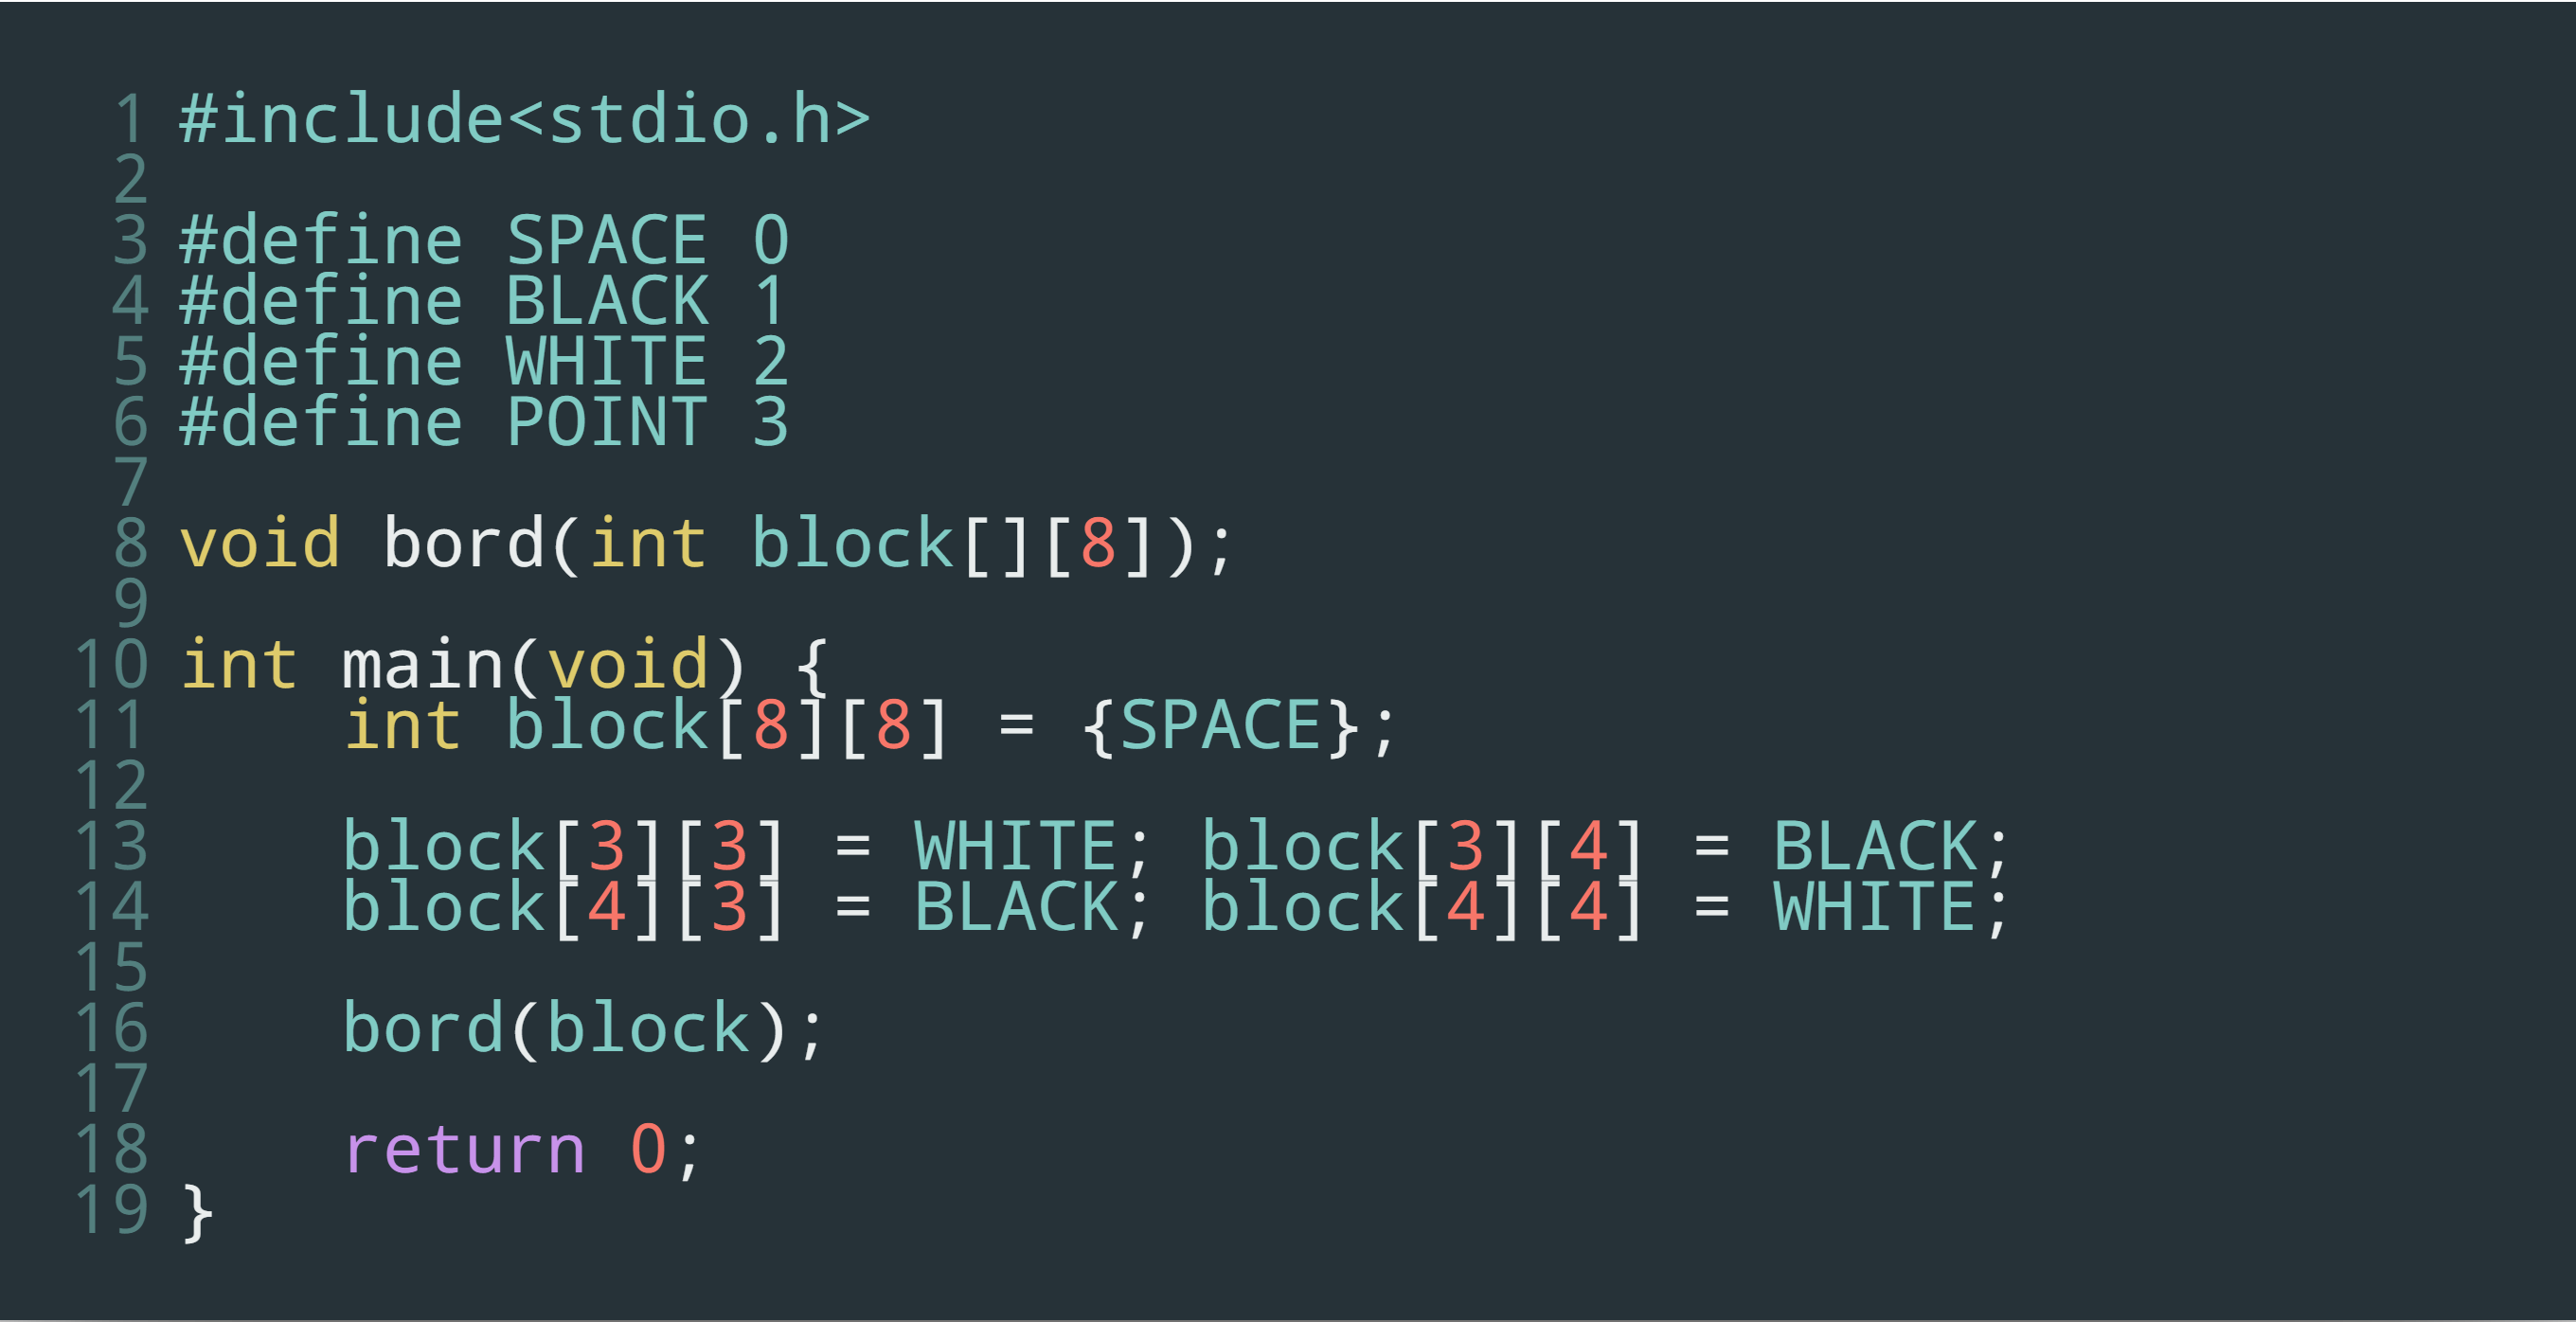 1 #include<stdio.h>
2
3 #define SPACE 0
4 #define BLACK 1
5 #define WHITE 2
6 #define POINT 3
7
8 void bord(int block[][8]);
9
10 int main(void) {
11     int block[8][8] = {SPACE};
12
13     block[3][3] = WHITE; block[3][4] = BLACK;
14     block[4][3] = BLACK; block[4][4] = WHITE;
15
16     bord(block);
17
18     return 0;
19 }